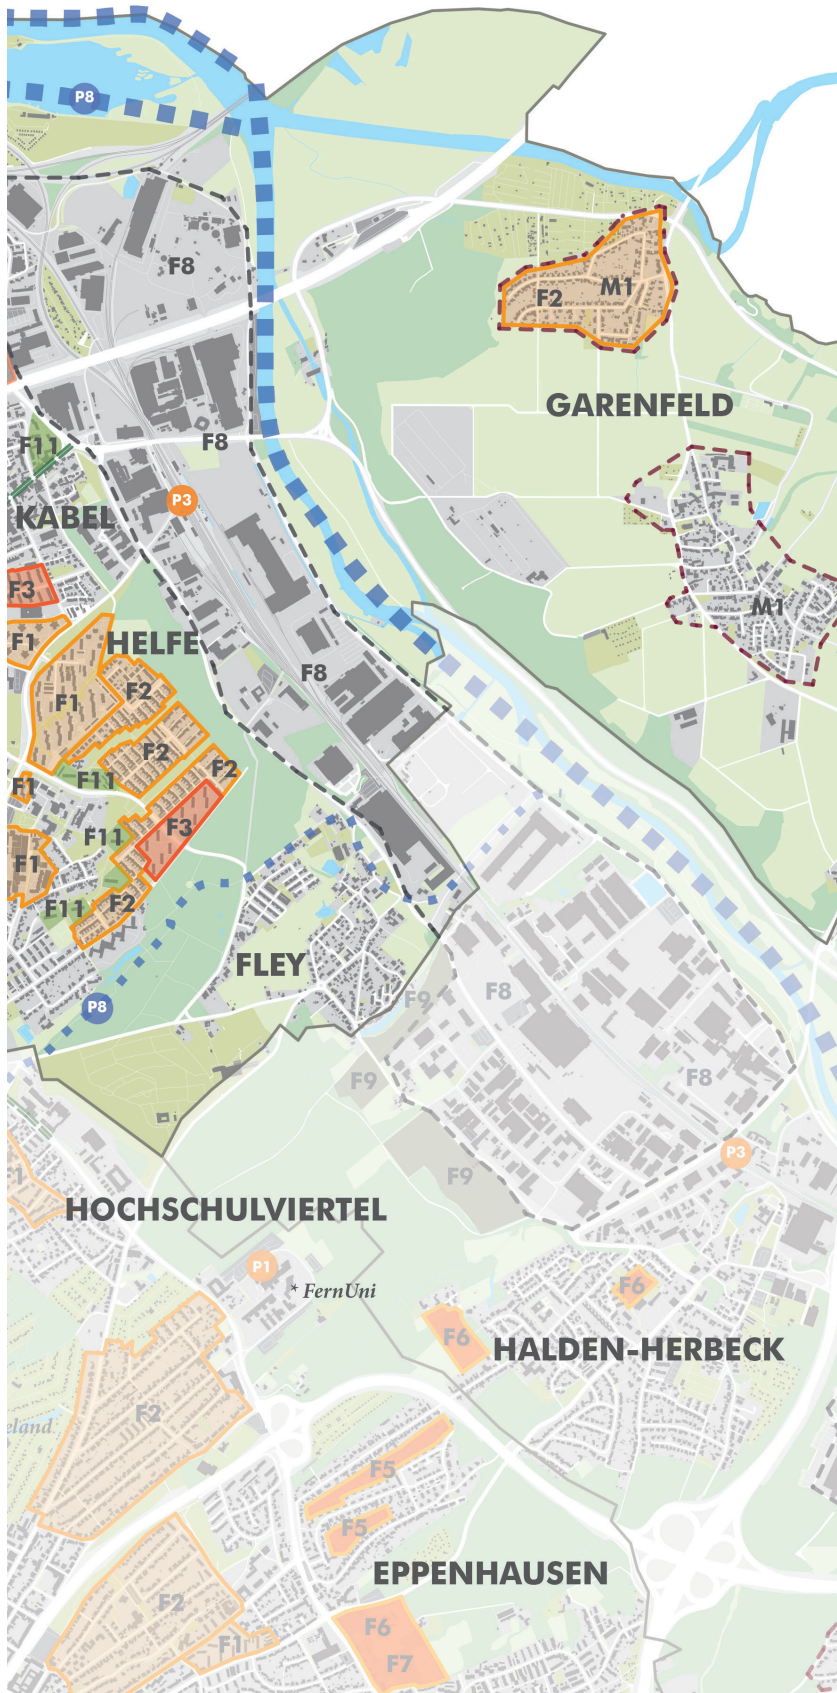 P8
F8
M1
F2
GARENFELD
F8
F11
P3
KABEL
F3
M1
F1
HELFE
F8
F2
F1
F2
F2
F11
F1
F3
F11
F1
F2
F11
FLEY
F9
F8
P8
F8
F9
P3
F9
1
HOCHSCHULVIERTEL
P1
* FernUni
F6
F6
HALDEN-HERBECK
F2
eland
F5
F5
EPPENHAUSEN
F2
F6
F1
F7